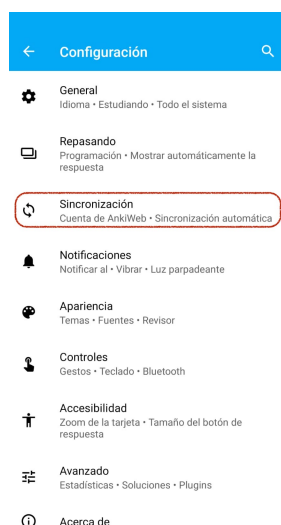 Configuración
General
Idioma • Estudiando • Todo el sistema
Repasando
Programación • Mostrar automáticamente la
respuesta
Sincronización
Cuenta de AnkiWeb • Sincronización automática
Notificaciones
Notificar al • Vibrar • Luz parpadeante
Apariencia
Temas • Fuentes • Revisor
Controles
Gestos • Teclado • Bluetooth
Accesibilidad
Zoom de la tarjeta • Tamaño del botón de
respuesta
Avanzado
Estadísticas • Soluciones • Plugins
Acerca de